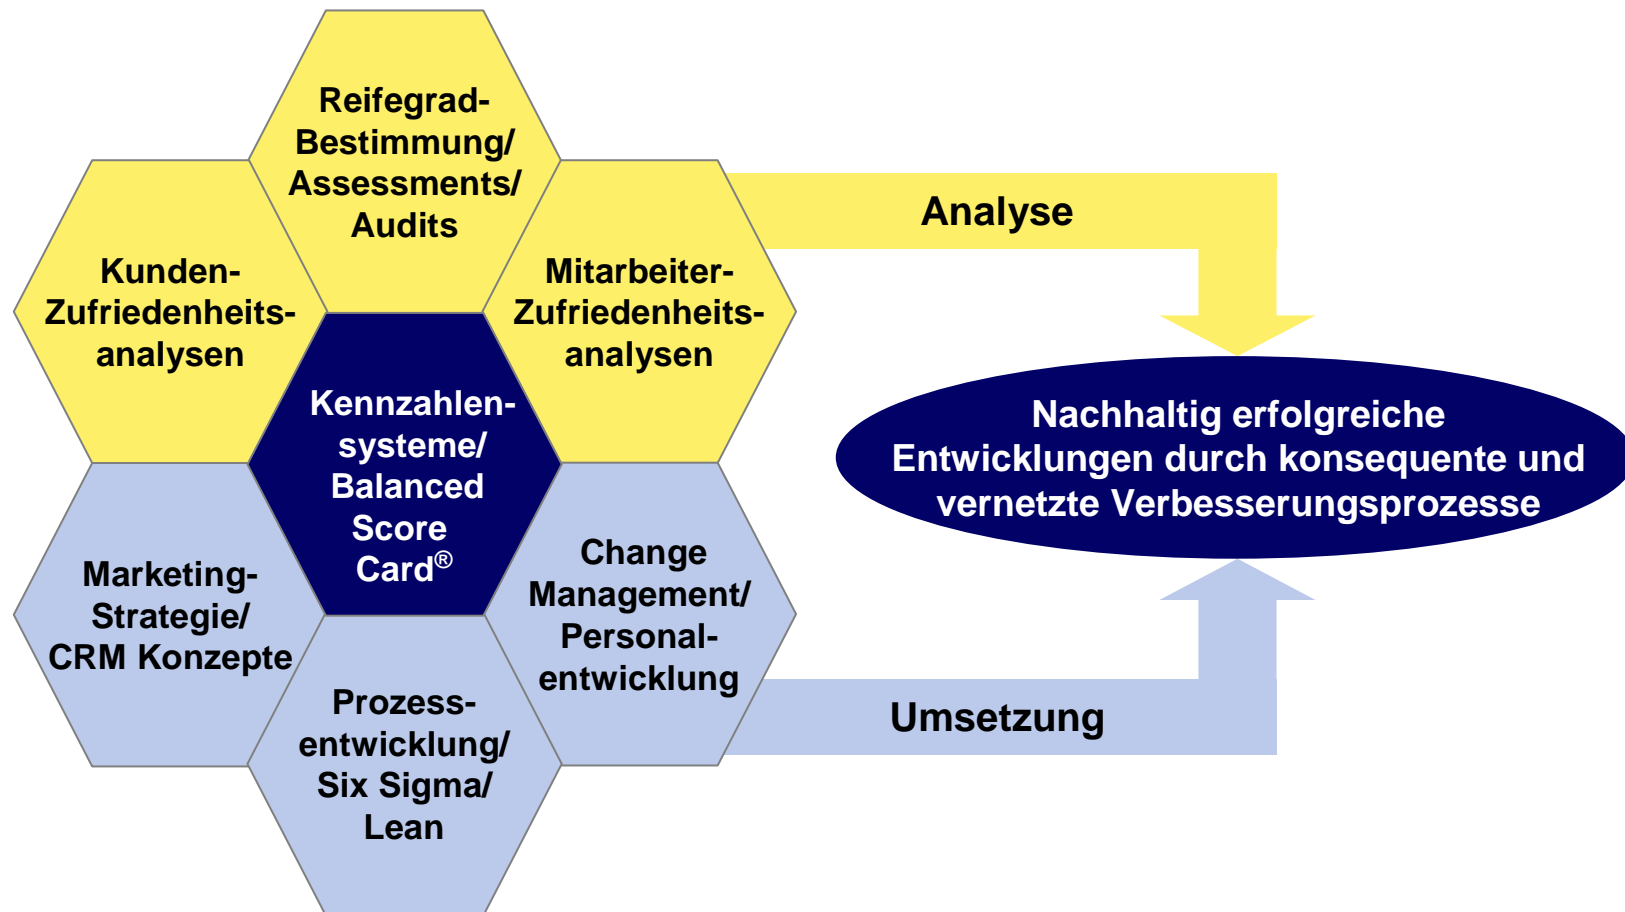 Reifegrad-
Bestimmung/
Assessments/
Audits
Kunden-
Zufriedenheits-
analysen
Mitarbeiter-
Zufriedenheits-
analysen
Analyse
Kennzahlen-
systeme/
Balanced
Score
Card®
Nachhaltig erfolgreiche
Entwicklungen durch konsequente und
vernetzte Verbesserungsprozesse
Marketing-
Strategie/
CRM Konzepte
Change
Management/
Personal-
entwicklung
Umsetzung
Prozess-
entwicklung/
Six Sigma/
Lean